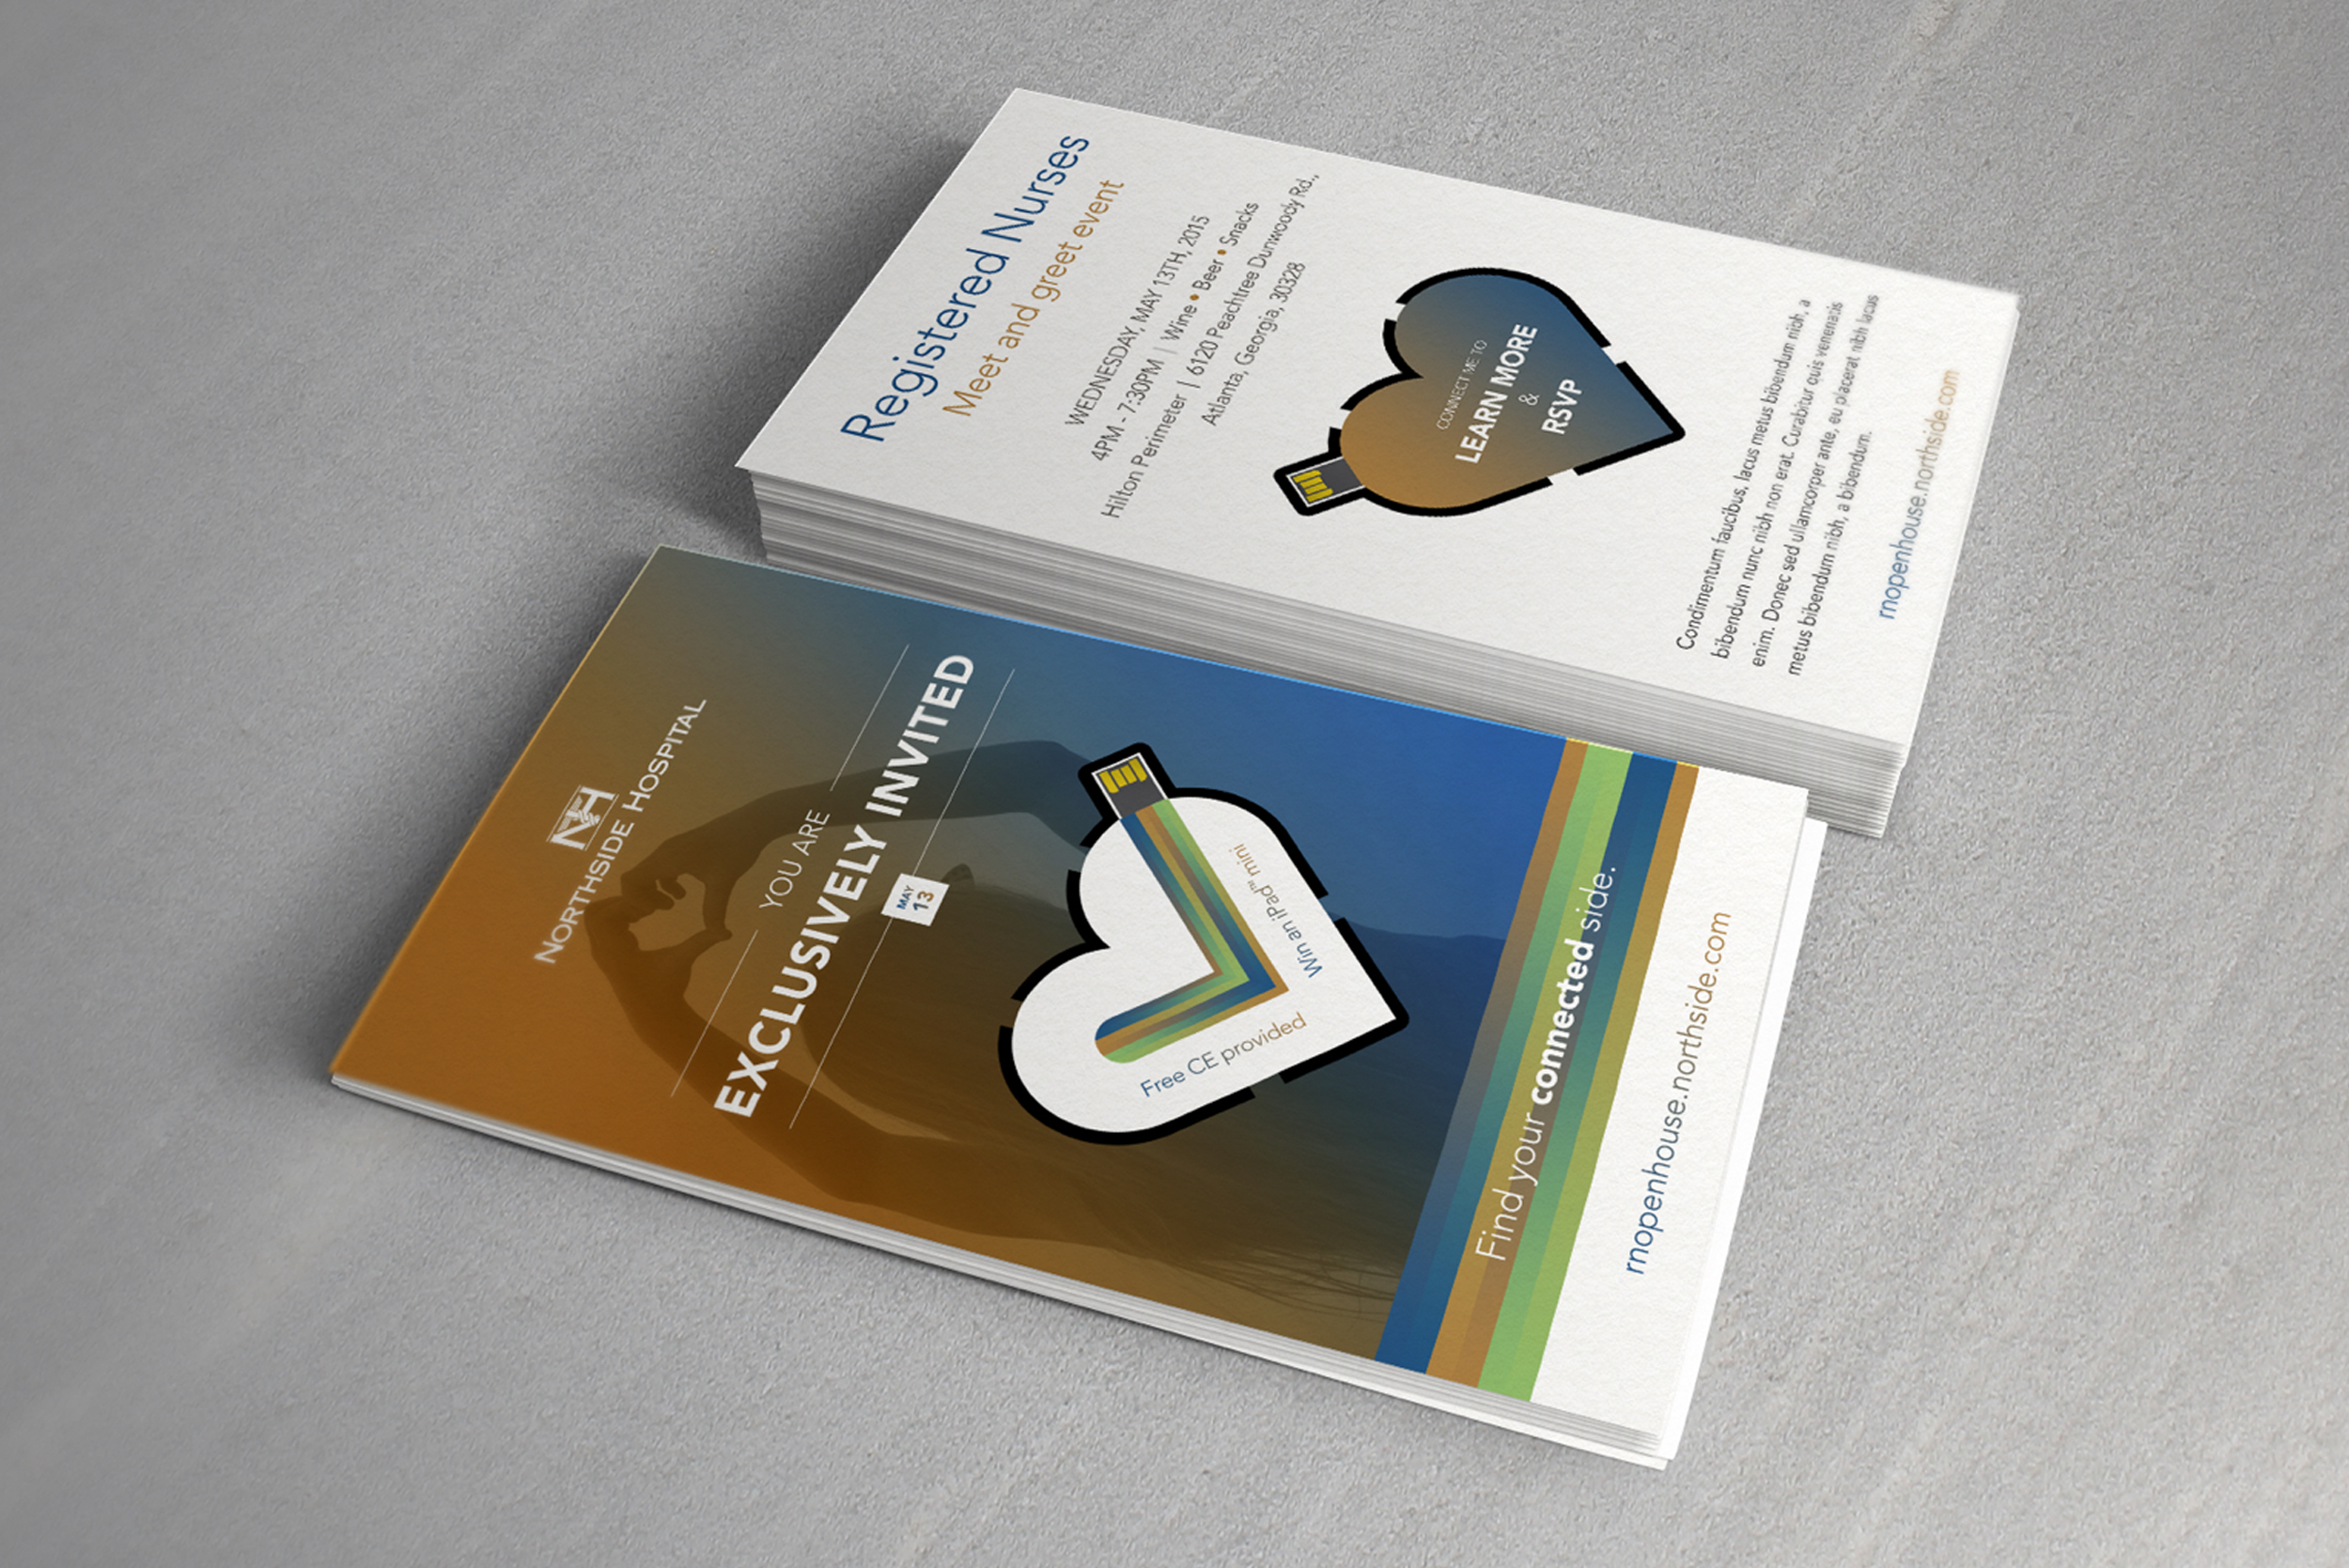 Registered Nurses
Meet and greet event
WEDNESDAY, MAY 13TH, 2015
4PM - 7:30PM | Wine • Beer • Snacks
Hilton Perimeter | 6120 Peachtree Dunwoody Rd.,
Atlanta, Georgia, 30328
CONNECT ME TO
LEARN MORE
&
RSVP
Condimentum faucibus, lacus metus bibendum nibh, a
bibendum nunc nibh non erat. Curabitur quis venenatis
enim. Donec sed ullamcorper ante, eu placerat nibh lacus
metus bibendum nibh, a bibendum.
rnopenhouse.northside.com
NH
NORTHSIDE HOSPITAL
YOU ARE
EXCLUSIVELY INVITED
MAY
13
Win an iPad™ mini
Free CE provided
Find your connected side.
rnopenhouse.northside.com